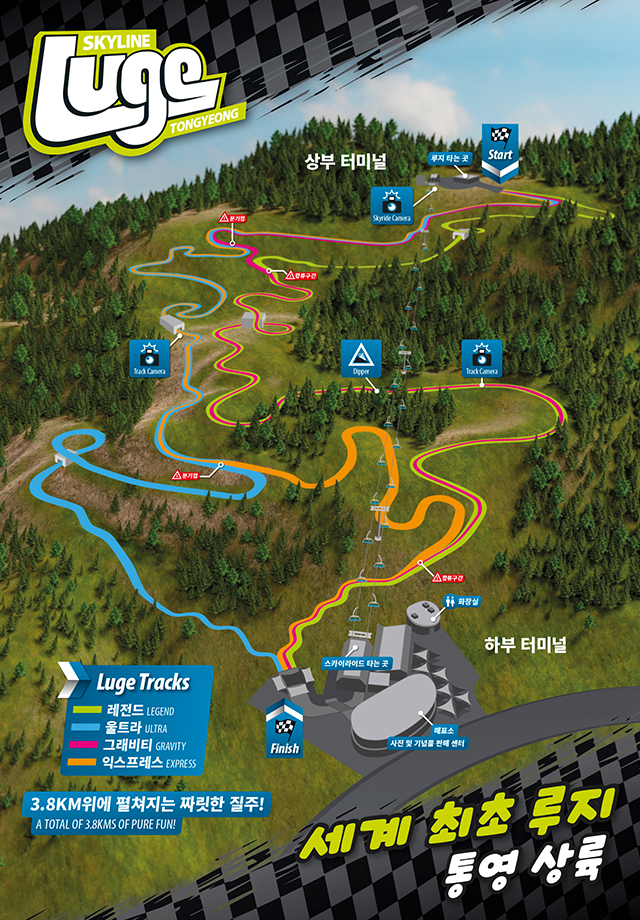 SKYLINE
Luge
TONGYEONG
상부 터미널
루지 타는 곳
Start
Skyride Camera
분기점
합류구간
Track Camera
Dipper
Track Camera
분기점
합류구간
화장실
하부 터미널
스카이라이드 타는 곳
매표소
사진 및 기념품 판매 센터
Finish
Luge Tracks
레전드 LEGEND
울트라 ULTRA
그래비티 GRAVITY
익스프레스 EXPRESS
3.8KM위에 펼쳐지는 짜릿한 질주!
A TOTAL OF 3.8KMS OF PURE FUN!
세계 최초 루지
통영 상륙